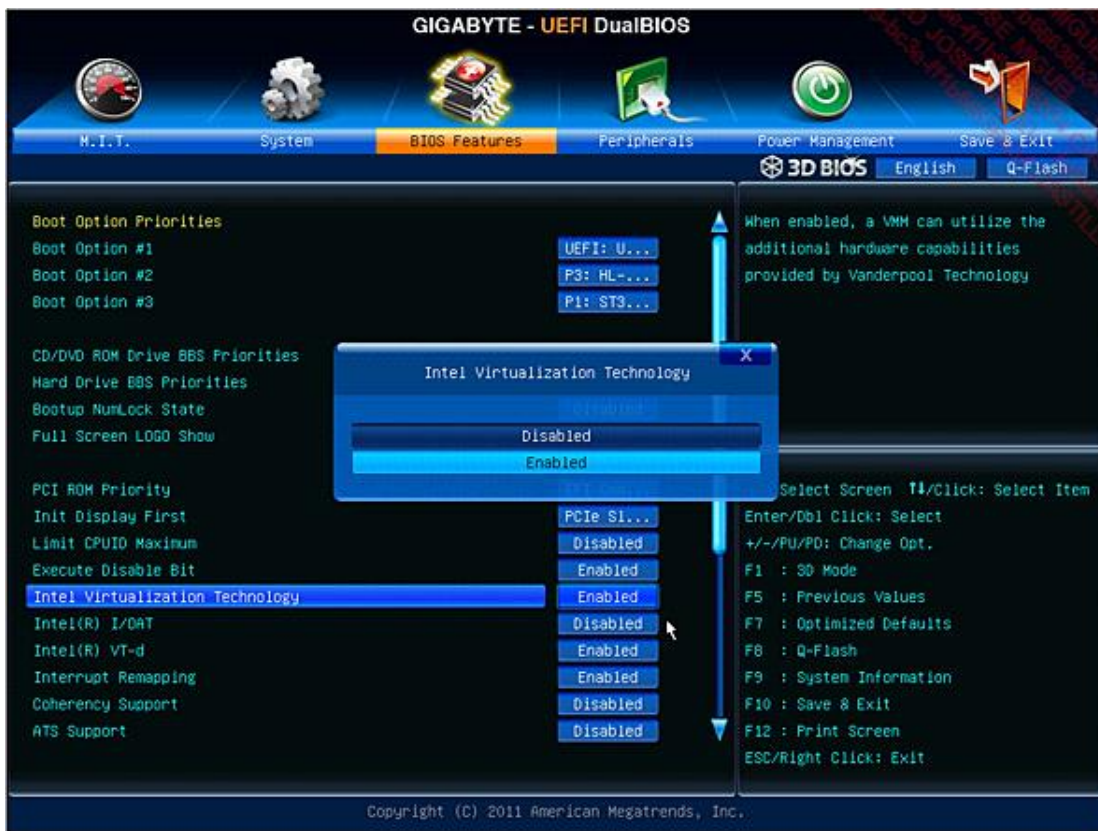 GIGABYTE - UEFI DualBIOS
M.I.T.
System
BIOS Features
Peripherals
Power Management
Save & Exit
3D BIOS
English
Q-Flash
Boot Option Priorities
Boot Option #1
UEFI: U...
Boot Option #2
P3: HL-...
Boot Option #3
P1: ST3...
CD/DVD ROM Drive BBS Priorities
Hard Drive BBS Priorities
Bootup NumLock State
Disabled
Full Screen LOGO Show
PCI ROM Priority
Init Display First
PCIe Sl...
Limit CPUID Maximum
Disabled
Execute Disable Bit
Enabled
Intel Virtualization Technology
Enabled
Intel(R) I/OAT
Disabled
Intel(R) VT-d
Enabled
Interrupt Remapping
Enabled
Coherency Support
Disabled
ATS Support
Disabled
Intel Virtualization Technology
X
Disabled
Enabled
When enabled, a VMM can utilize the
additional hardware capabilities
provided by Vanderpool Technology
Select Screen ↑↓/Click: Select Item
Enter/Dbl Click: Select
+/-/PU/PD: Change Opt.
F1 : 3D Mode
F5 : Previous Values
F7 : Optimized Defaults
F8 : Q-Flash
F9 : System Information
F10 : Save & Exit
F12 : Print Screen
ESC/Right Click: Exit
Copyright (C) 2011 American Megatrends, Inc.